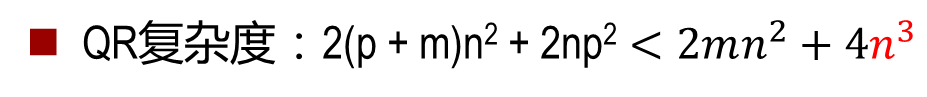 ■ QR复杂度：2(p + m)n² + 2np² < 2mn² + 4n³